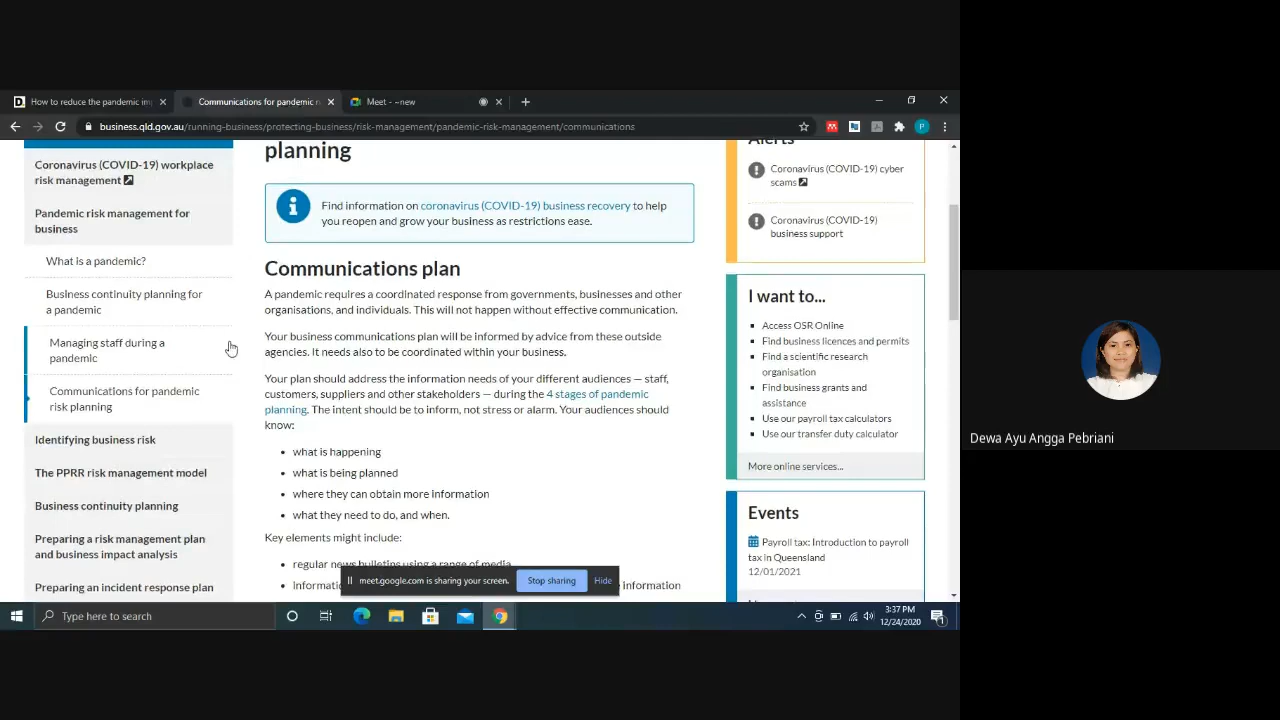 How to reduce the pandemic im
Communications for pandemic r
Meet - ~new
business.qld.gov.au/running-business/protecting-business/risk-management/pandemic-risk-management/communications
Coronavirus (COVID-19) workplace
risk management
Pandemic risk management for
business
What is a pandemic?
Business continuity planning for
a pandemic
Managing staff during a
pandemic
Communications for pandemic
risk planning
Identifying business risk
The PPRR risk management model
Business continuity planning
Preparing a risk management plan
and business impact analysis
Preparing an incident response plan
planning
Find information on coronavirus (COVID-19) business recovery to help
you reopen and grow your business as restrictions ease.
Communications plan
A pandemic requires a coordinated response from governments, businesses and other
organisations, and individuals. This will not happen without effective communication.
Your business communications plan will be informed by advice from these outside
agencies. It needs also to be coordinated within your business.
Your plan should address the information needs of your different audiences — staff,
customers, suppliers and other stakeholders — during the 4 stages of pandemic
planning. The intent should be to inform, not stress or alarm. Your audiences should
know:
what is happening
what is being planned
where they can obtain more information
what they need to do, and when.
Key elements might include:
regular news bulletins using a range of media
informatio
information
Alerts
Coronavirus (COVID-19) cyber
scams
Coronavirus (COVID-19)
business support
I want to...
Access OSR Online
Find business licences and permits
Find a scientific research
organisation
Find business grants and
assistance
Use our payroll tax calculators
Use our transfer duty calculator
More online services...
Events
Payroll tax: Introduction to payroll
tax in Queensland
12/01/2021
meet.google.com is sharing your screen.
Stop sharing
Hide
Type here to search
3:37 PM
12/24/2020
Dewa Ayu Angga Pebriani